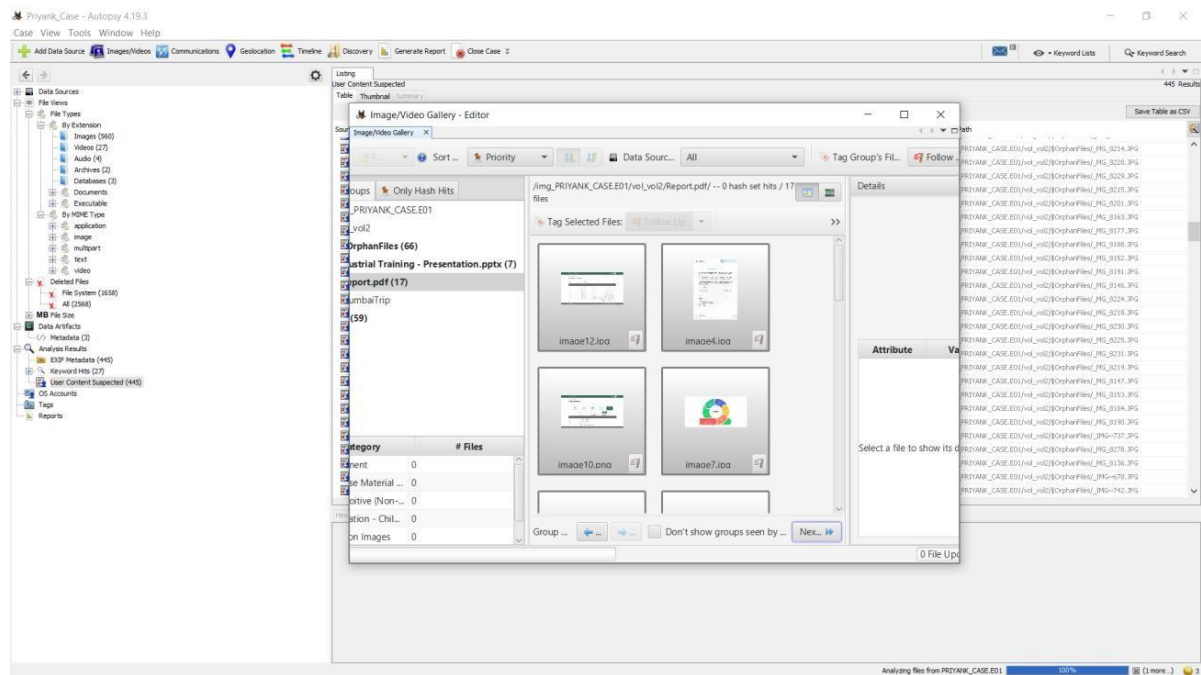 Priyank_Case - Autopsy 4.19.3
Case View Tools Window Help
Add Data Source Images/Videos Communications Geolocation Timeline Discovery Generate Report Close Case Keyword Lists Keyword Search
Data Sources
File Views
File Types
By Extension
Images (560)
Videos (27)
Audio (4)
Archives (2)
Databases (3)
Documents
Executable
By MIME Type
application
image
multipart
text
video
Deleted Files
File System (1658)
All (2568)
MB File Size
Data Artifacts
Metadata (3)
Analysis Results
EXIF Metadata (445)
Keyword Hits (27)
User Content Suspected (445)
OS Accounts
Tags
Reports
Listing
User Content Suspected
445 Results
Table Thumbnail Summary
Save Table as CSV
Image/Video Gallery - Editor
Image/Video Gallery
Sort ... Priority Data Sourc... All Tag Group's Fil... Follow
oups Only Hash Hits
_PRIYANK_CASE.E01
_vol2
OrphanFiles (66)
ustrial Training - Presentation.pptx (7)
eport.pdf (17)
umbaiTrip
(59)
tegory # Files
ment 0
se Material ... 0
oitive (Non-... 0
ation - Chil... 0
on Images 0
/img_PRIYANK_CASE.E01/vol_vol2/Report.pdf/ -- 0 hash set hits / 17
files
Tag Selected Files: Follow Up
image12.jpg image4.jpg
image10.png image7.jpg
Group ... Don't show groups seen by ... Nex...
Details
Attribute Va
Select a file to show its d
0 File Up
Path
PRIYANK_CASE.E01/vol_vol2/$OrphanFiles/_MG_8214.JPG
PRIYANK_CASE.E01/vol_vol2/$OrphanFiles/_MG_8228.JPG
PRIYANK_CASE.E01/vol_vol2/$OrphanFiles/_MG_8229.JPG
PRIYANK_CASE.E01/vol_vol2/$OrphanFiles/_MG_8215.JPG
PRIYANK_CASE.E01/vol_vol2/$OrphanFiles/_MG_8201.JPG
PRIYANK_CASE.E01/vol_vol2/$OrphanFiles/_MG_8163.JPG
PRIYANK_CASE.E01/vol_vol2/$OrphanFiles/_MG_8177.JPG
PRIYANK_CASE.E01/vol_vol2/$OrphanFiles/_MG_8188.JPG
PRIYANK_CASE.E01/vol_vol2/$OrphanFiles/_MG_8152.JPG
PRIYANK_CASE.E01/vol_vol2/$OrphanFiles/_MG_8191.JPG
PRIYANK_CASE.E01/vol_vol2/$OrphanFiles/_MG_8146.JPG
PRIYANK_CASE.E01/vol_vol2/$OrphanFiles/_MG_8224.JPG
PRIYANK_CASE.E01/vol_vol2/$OrphanFiles/_MG_8218.JPG
PRIYANK_CASE.E01/vol_vol2/$OrphanFiles/_MG_8230.JPG
PRIYANK_CASE.E01/vol_vol2/$OrphanFiles/_MG_8225.JPG
PRIYANK_CASE.E01/vol_vol2/$OrphanFiles/_MG_8231.JPG
PRIYANK_CASE.E01/vol_vol2/$OrphanFiles/_MG_8219.JPG
PRIYANK_CASE.E01/vol_vol2/$OrphanFiles/_MG_8147.JPG
PRIYANK_CASE.E01/vol_vol2/$OrphanFiles/_MG_8153.JPG
PRIYANK_CASE.E01/vol_vol2/$OrphanFiles/_MG_8184.JPG
PRIYANK_CASE.E01/vol_vol2/$OrphanFiles/_MG_8190.JPG
PRIYANK_CASE.E01/vol_vol2/$OrphanFiles/_IMG~737.JPG
PRIYANK_CASE.E01/vol_vol2/$OrphanFiles/_MG_8278.JPG
PRIYANK_CASE.E01/vol_vol2/$OrphanFiles/_MG_8136.JPG
PRIYANK_CASE.E01/vol_vol2/$OrphanFiles/_IMG~678.JPG
PRIYANK_CASE.E01/vol_vol2/$OrphanFiles/_IMG~742.JPG
Analyzing files from PRIYANK_CASE.E01 100% (1 more...) 3